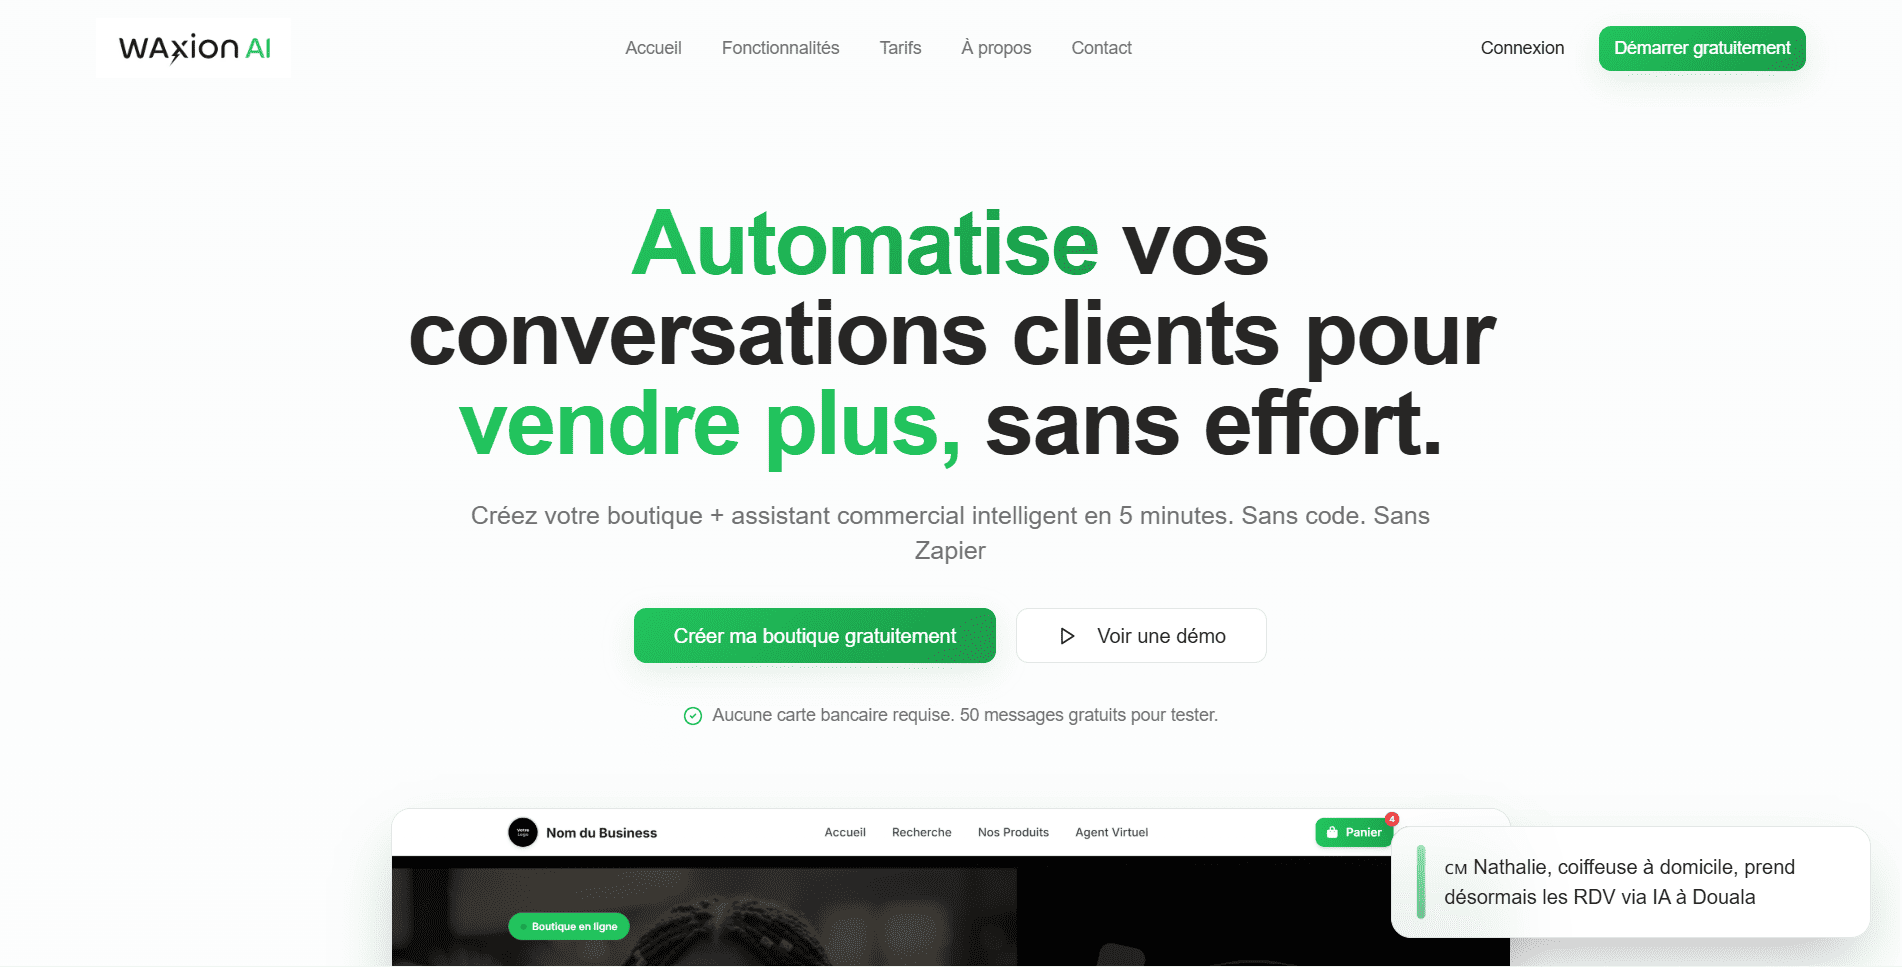 WAxion AI
Accueil
Fonctionnalités
Tarifs
À propos
Contact
Connexion
Démarrer gratuitement
Automatise vos
conversations clients pour
vendre plus, sans effort.
Créez votre boutique + assistant commercial intelligent en 5 minutes. Sans code. Sans
Zapier
Créer ma boutique gratuitement
Voir une démo
Aucune carte bancaire requise. 50 messages gratuits pour tester.
Nom du Business
Accueil
Recherche
Nos Produits
Agent Virtuel
Panier
4
Boutique en ligne
CM Nathalie, coiffeuse à domicile, prend
désormais les RDV via IA à Douala